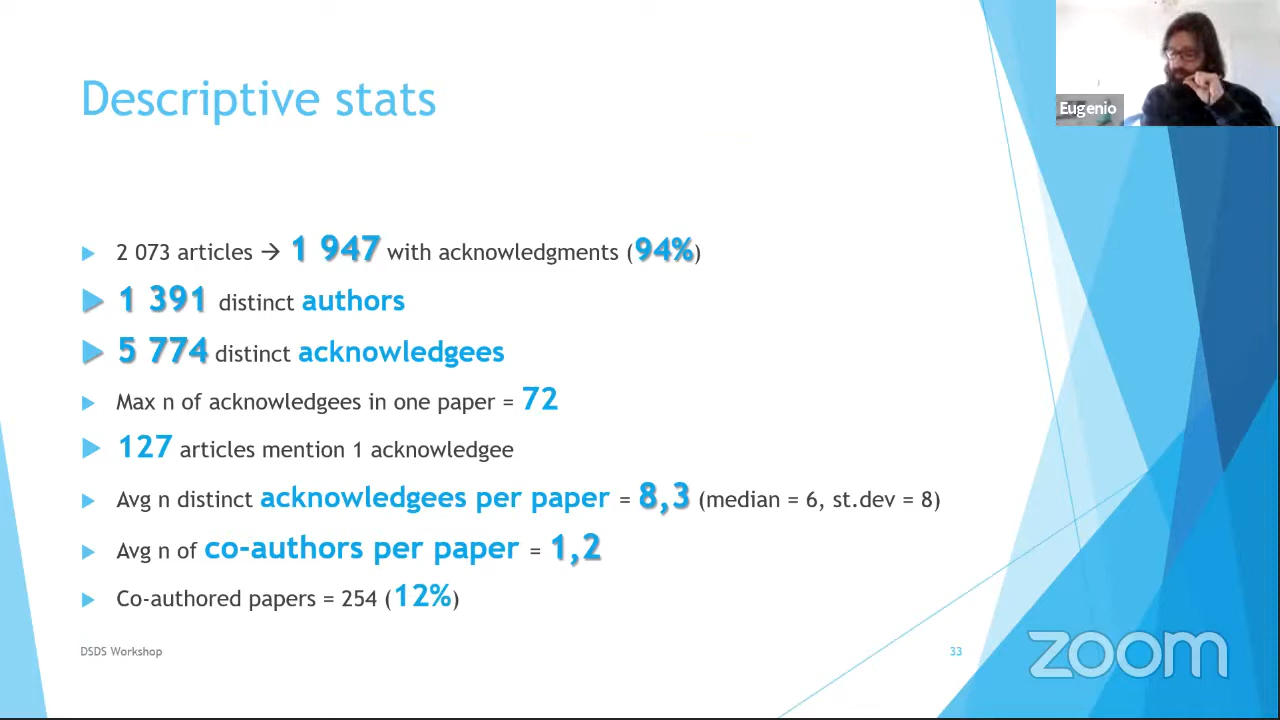 Eugenio
Descriptive stats
2 073 articles → 1 947 with acknowledgments (94%)
1 391 distinct authors
5 774 distinct acknowledgees
Max n of acknowledgees in one paper = 72
127 articles mention 1 acknowledgee
Avg n distinct acknowledgees per paper = 8,3 (median = 6, st.dev = 8)
Avg n of co-authors per paper = 1,2
Co-authored papers = 254 (12%)
DSDS Workshop
33
zoom